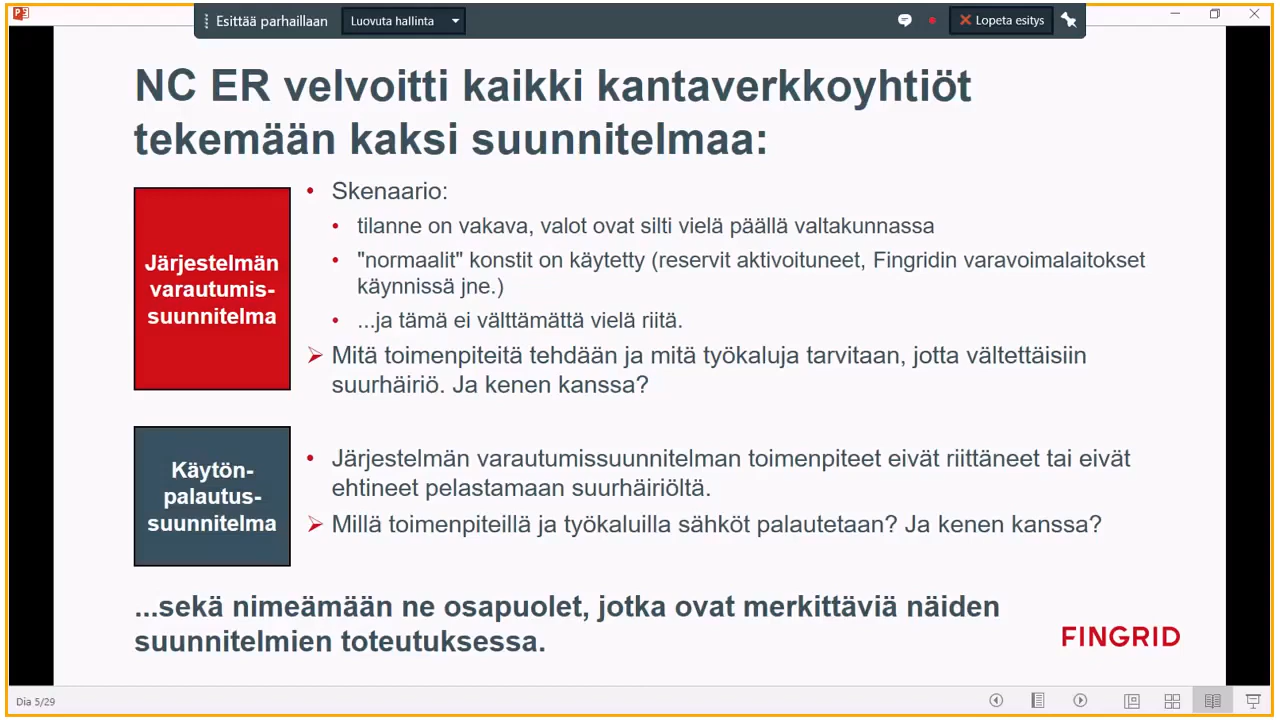 Esittää parhaillaan
Luovuta hallinta
Lopeta esitys
NC ER velvoitti kaikki kantaverkkoyhtiöt
tekemään kaksi suunnitelmaa:
Järjestelmän
varautumis-
suunnitelma
• Skenaario:
• tilanne on vakava, valot ovat silti vielä päällä valtakunnassa
• "normaalit" konstit on käytetty (reservit aktivoituneet, Fingridin varavoimalaitokset
käynnissä jne.)
• ...ja tämä ei välttämättä vielä riitä.
➢ Mitä toimenpiteitä tehdään ja mitä työkaluja tarvitaan, jotta vältettäisiin
suurhäiriö. Ja kenen kanssa?
Käytön-
palautus-
suunnitelma
• Järjestelmän varautumissuunnitelman toimenpiteet eivät riittäneet tai eivät
ehtineet pelastamaan suurhäiriöltä.
➢ Millä toimenpiteillä ja työkaluilla sähköt palautetaan? Ja kenen kanssa?
...sekä nimeämään ne osapuolet, jotka ovat merkittäviä näiden
suunnitelmien toteutuksessa.
FINGRID
Dia 5/29